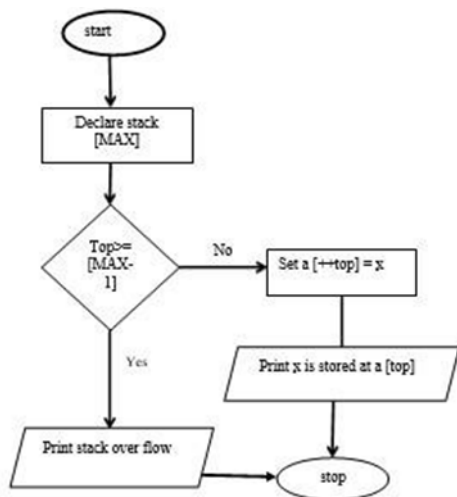 start
Declare stack
[MAX]
Top>=
[MAX-
1]
No
Set a [++top] = x
Yes
Print x is stored at a [top]
Print stack over flow
stop